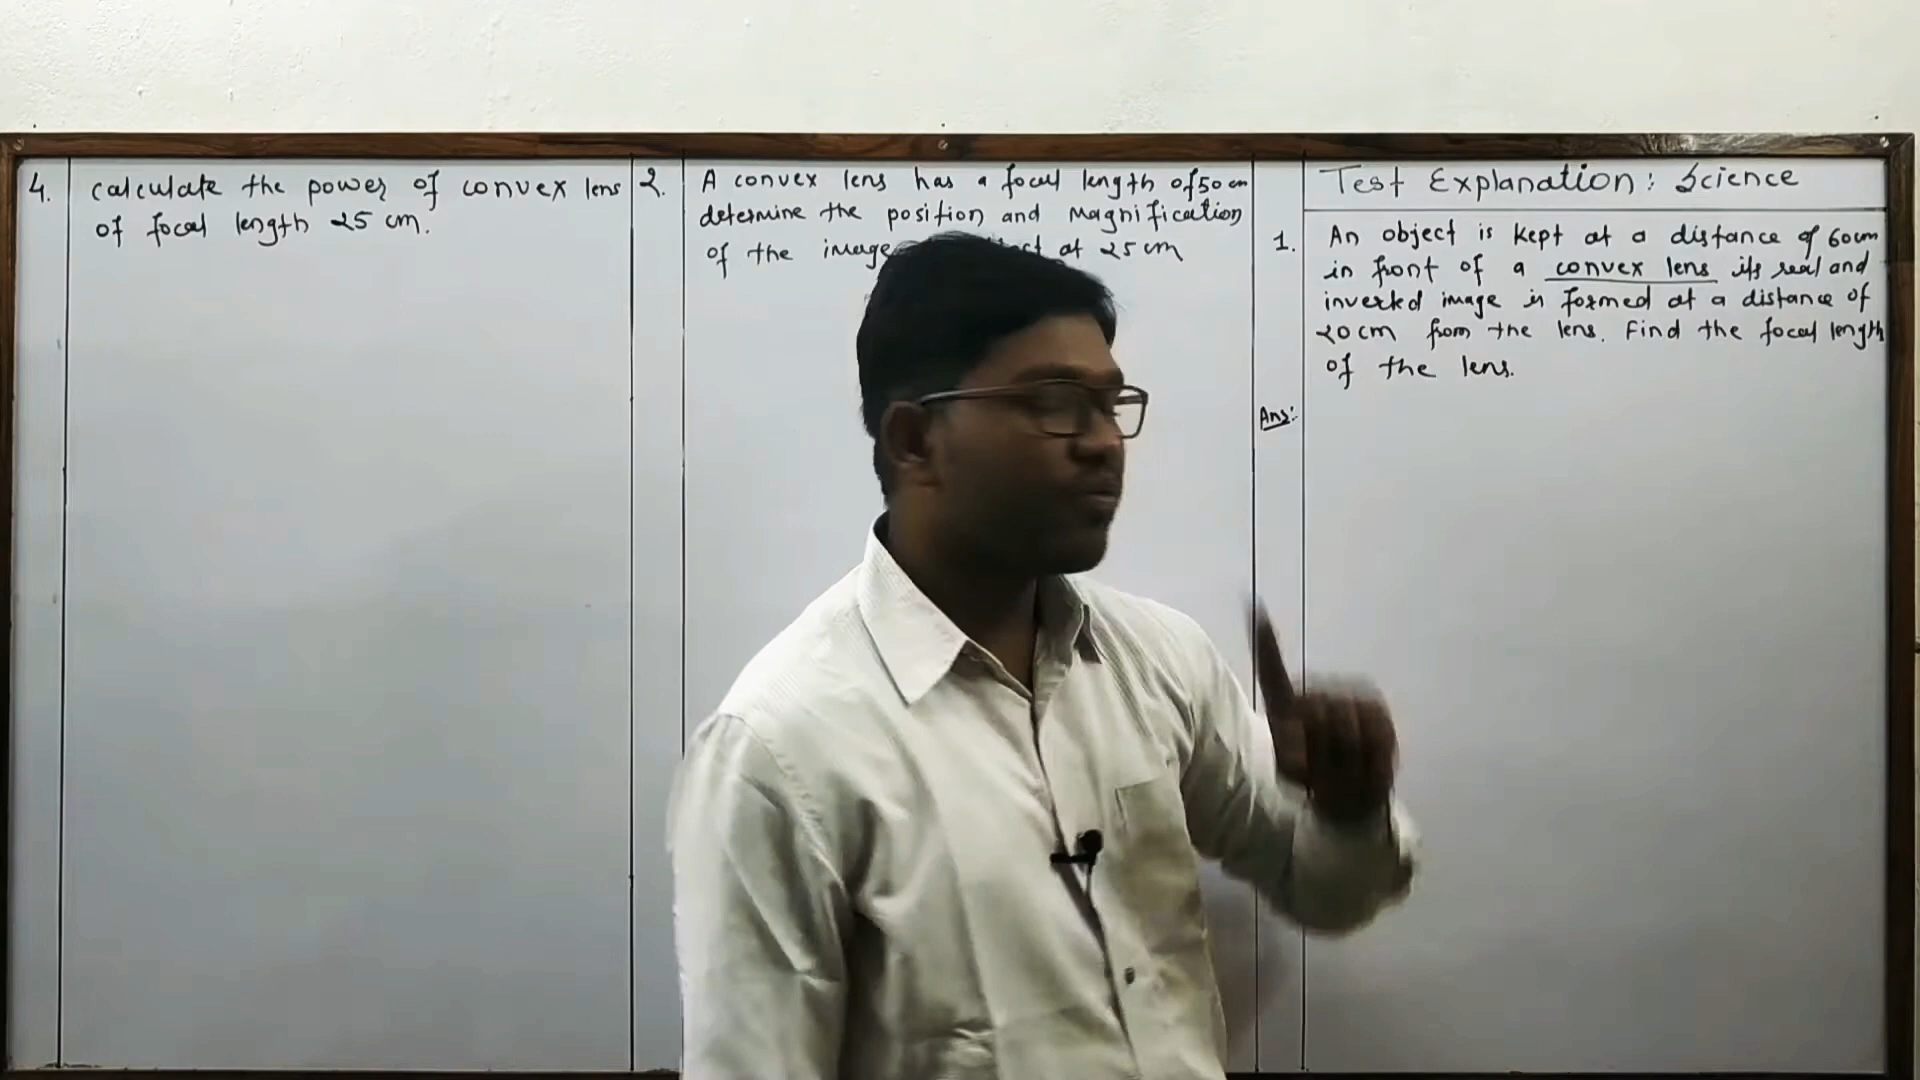 4.
calculate the power of convex lens
of focal length 25 cm.
2.
A convex lens has a focal length of 50 cm
determine the position and Magnification
of the image at 25 cm
Test Explanation: Science
1.
An object is kept at a distance of 60cm
in front of a convex lens its real and
inverted image is formed at a distance of
20 cm from the lens. Find the focal length
of the lens.
Ans: